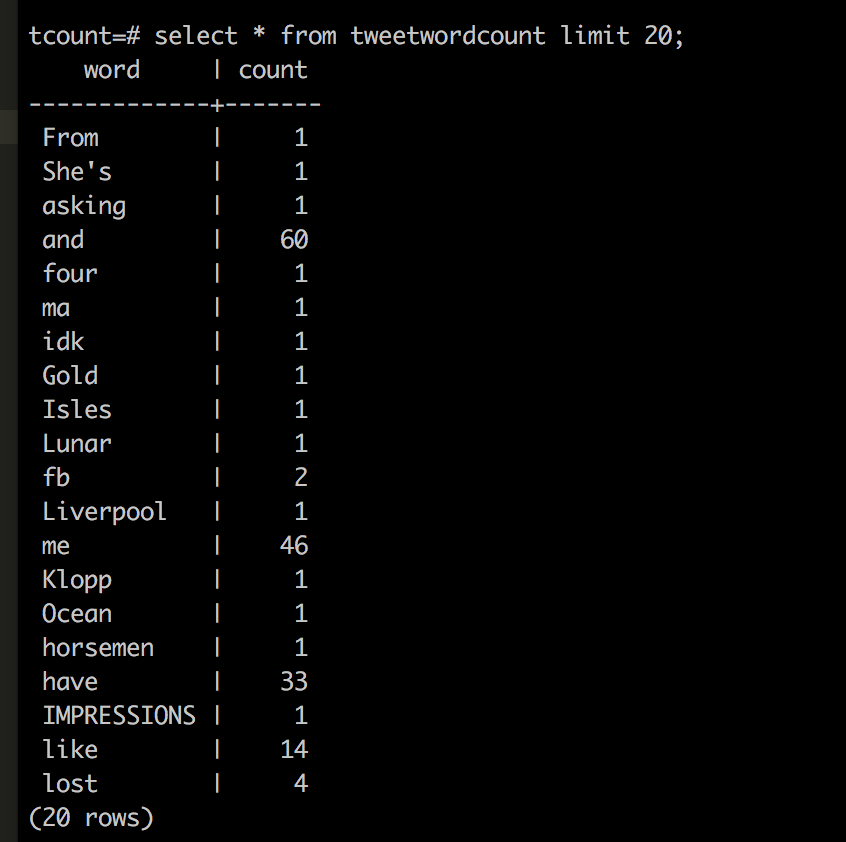 tcount=# select * from tweetwordcount limit 20;
    word     | count
-------------+-------
 From        |     1
 She's       |     1
 asking      |     1
 and         |    60
 four        |     1
 ma          |     1
 idk         |     1
 Gold        |     1
 Isles       |     1
 Lunar       |     1
 fb          |     2
 Liverpool   |     1
 me          |    46
 Klopp       |     1
 Ocean       |     1
 horsemen    |     1
 have        |    33
 IMPRESSIONS |     1
 like        |    14
 lost        |     4
(20 rows)